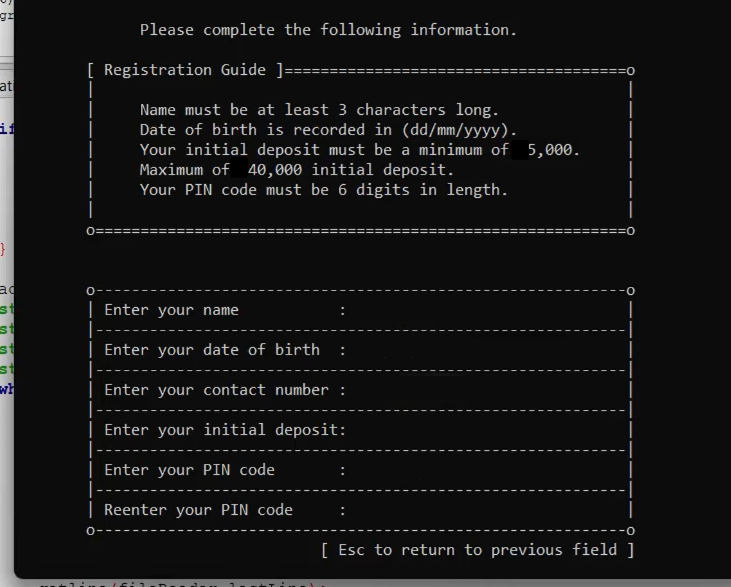 Please complete the following information.
[ Registration Guide ]======================================o
| |
| Name must be at least 3 characters long. |
| Date of birth is recorded in (dd/mm/yyyy). |
| Your initial deposit must be a minimum of 5,000. |
| Maximum of 40,000 initial deposit. |
| Your PIN code must be 6 digits in length. |
| |
o===========================================================o
o-----------------------------------------------------------o
| Enter your name : |
|-----------------------------------------------------------|
| Enter your date of birth : |
|-----------------------------------------------------------|
| Enter your contact number : |
|-----------------------------------------------------------|
| Enter your initial deposit: |
|-----------------------------------------------------------|
| Enter your PIN code : |
|-----------------------------------------------------------|
| Reenter your PIN code : |
o-----------------------------------------------------------o
[ Esc to return to previous field ]